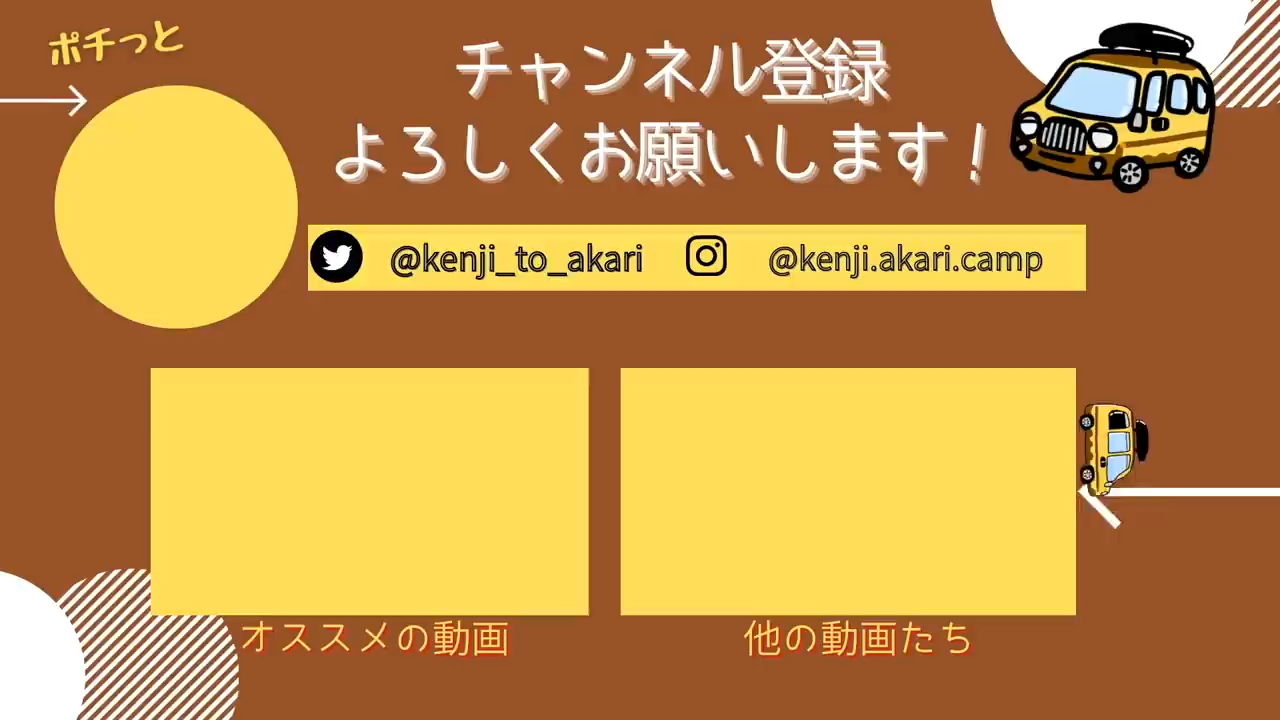 ポチっと
チャンネル登録
よろしくお願いします！
@kenji_to_akari
@kenji.akari.camp
オススメの動画
他の動画たち